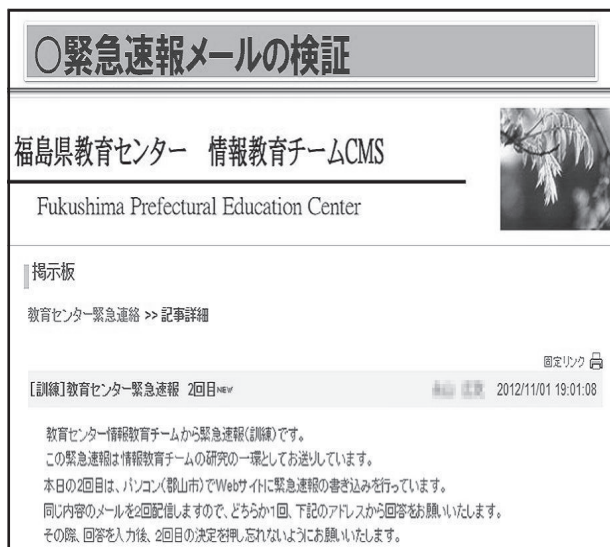 ○緊急速報メールの検証
福島県教育センター　情報教育チームCMS
Fukushima Prefectural Education Center
掲示板
教育センター緊急連絡 >> 記事詳細
固定リンク
[訓練]教育センター緊急速報 2回目NEW 2012/11/01 19:01:08
教育センター情報教育チームから緊急速報(訓練)です。
この緊急速報は情報教育チームの研究の一環としてお送りしています。
本日の2回目は、パソコン(郡山市)でWebサイトに緊急速報の書き込みを行っています。
同じ内容のメールを2回配信しますので、どちらか1回、下記のアドレスから回答をお願いいたします。
その際、回答を入力後、2回目の決定を押し忘れないようにお願いいたします。